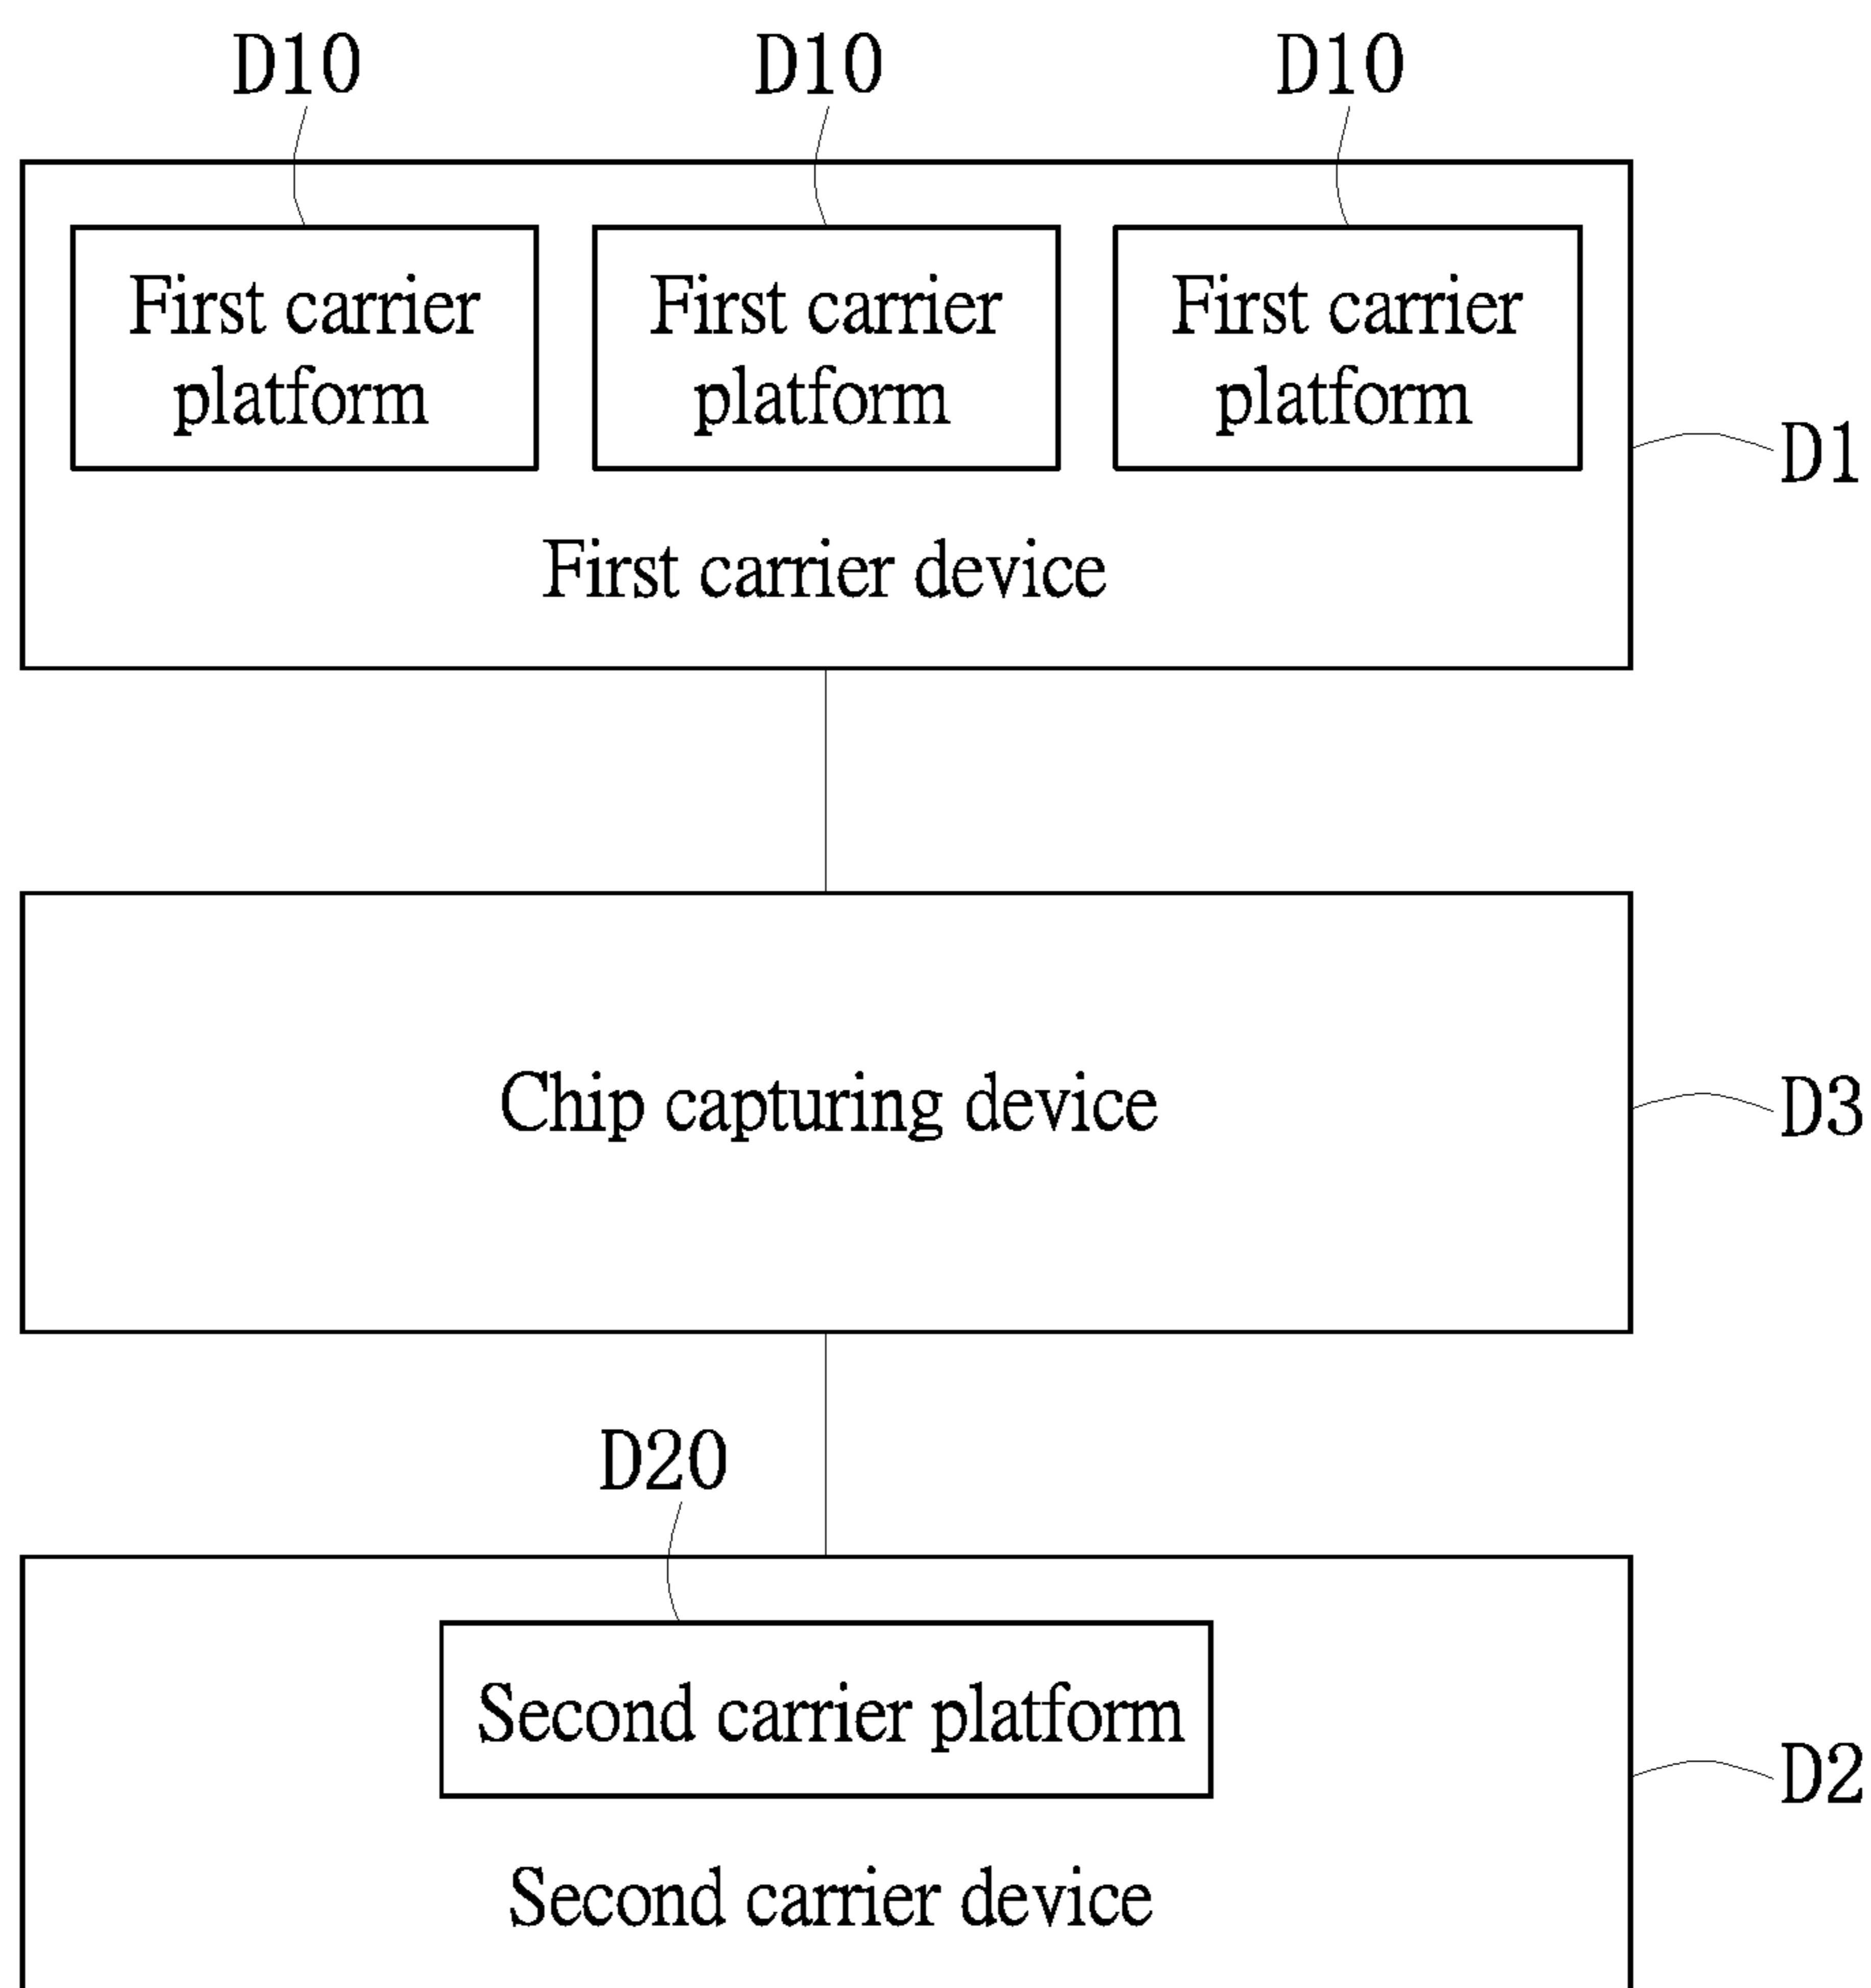 D10 D10 D10
First carrier First carrier First carrier
platform platform platform
D1
First carrier device
Chip capturing device
D3
D20
Second carrier platform
D2
Second carrier device